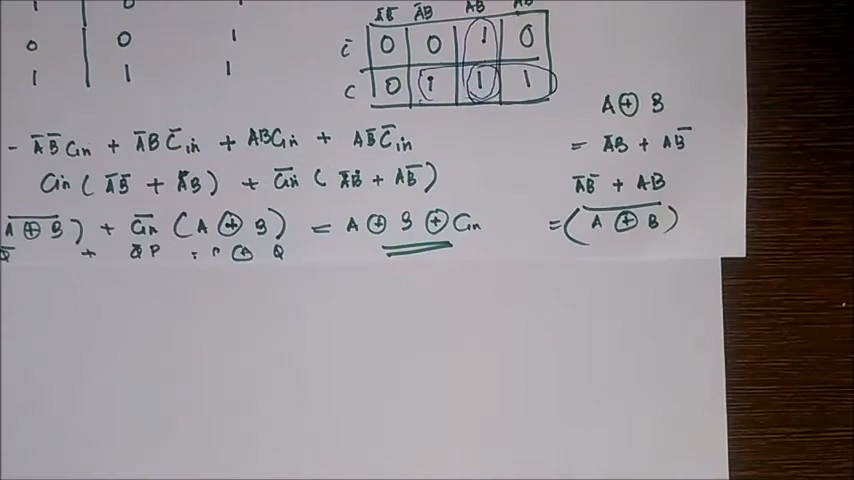 A̅B̅ A̅B AB AB̅
0 0 1
1 1 1
C̅ 0 0 1 0
C 0 1 1 1
A ⊕ B
- A̅B̅Cin + A̅BC̅in + ABCin + AB̅C̅in
= A̅B + AB̅
Cin ( A̅B̅ + AB ) + C̅in ( A̅B + AB̅ )
A̅B̅ + AB
A ⊕ B ) + C̅in ( A ⊕ B ) = A ⊕ B ⊕ Cin
= ( A ⊕ B )
+ Q̅P = P ⊕ Q